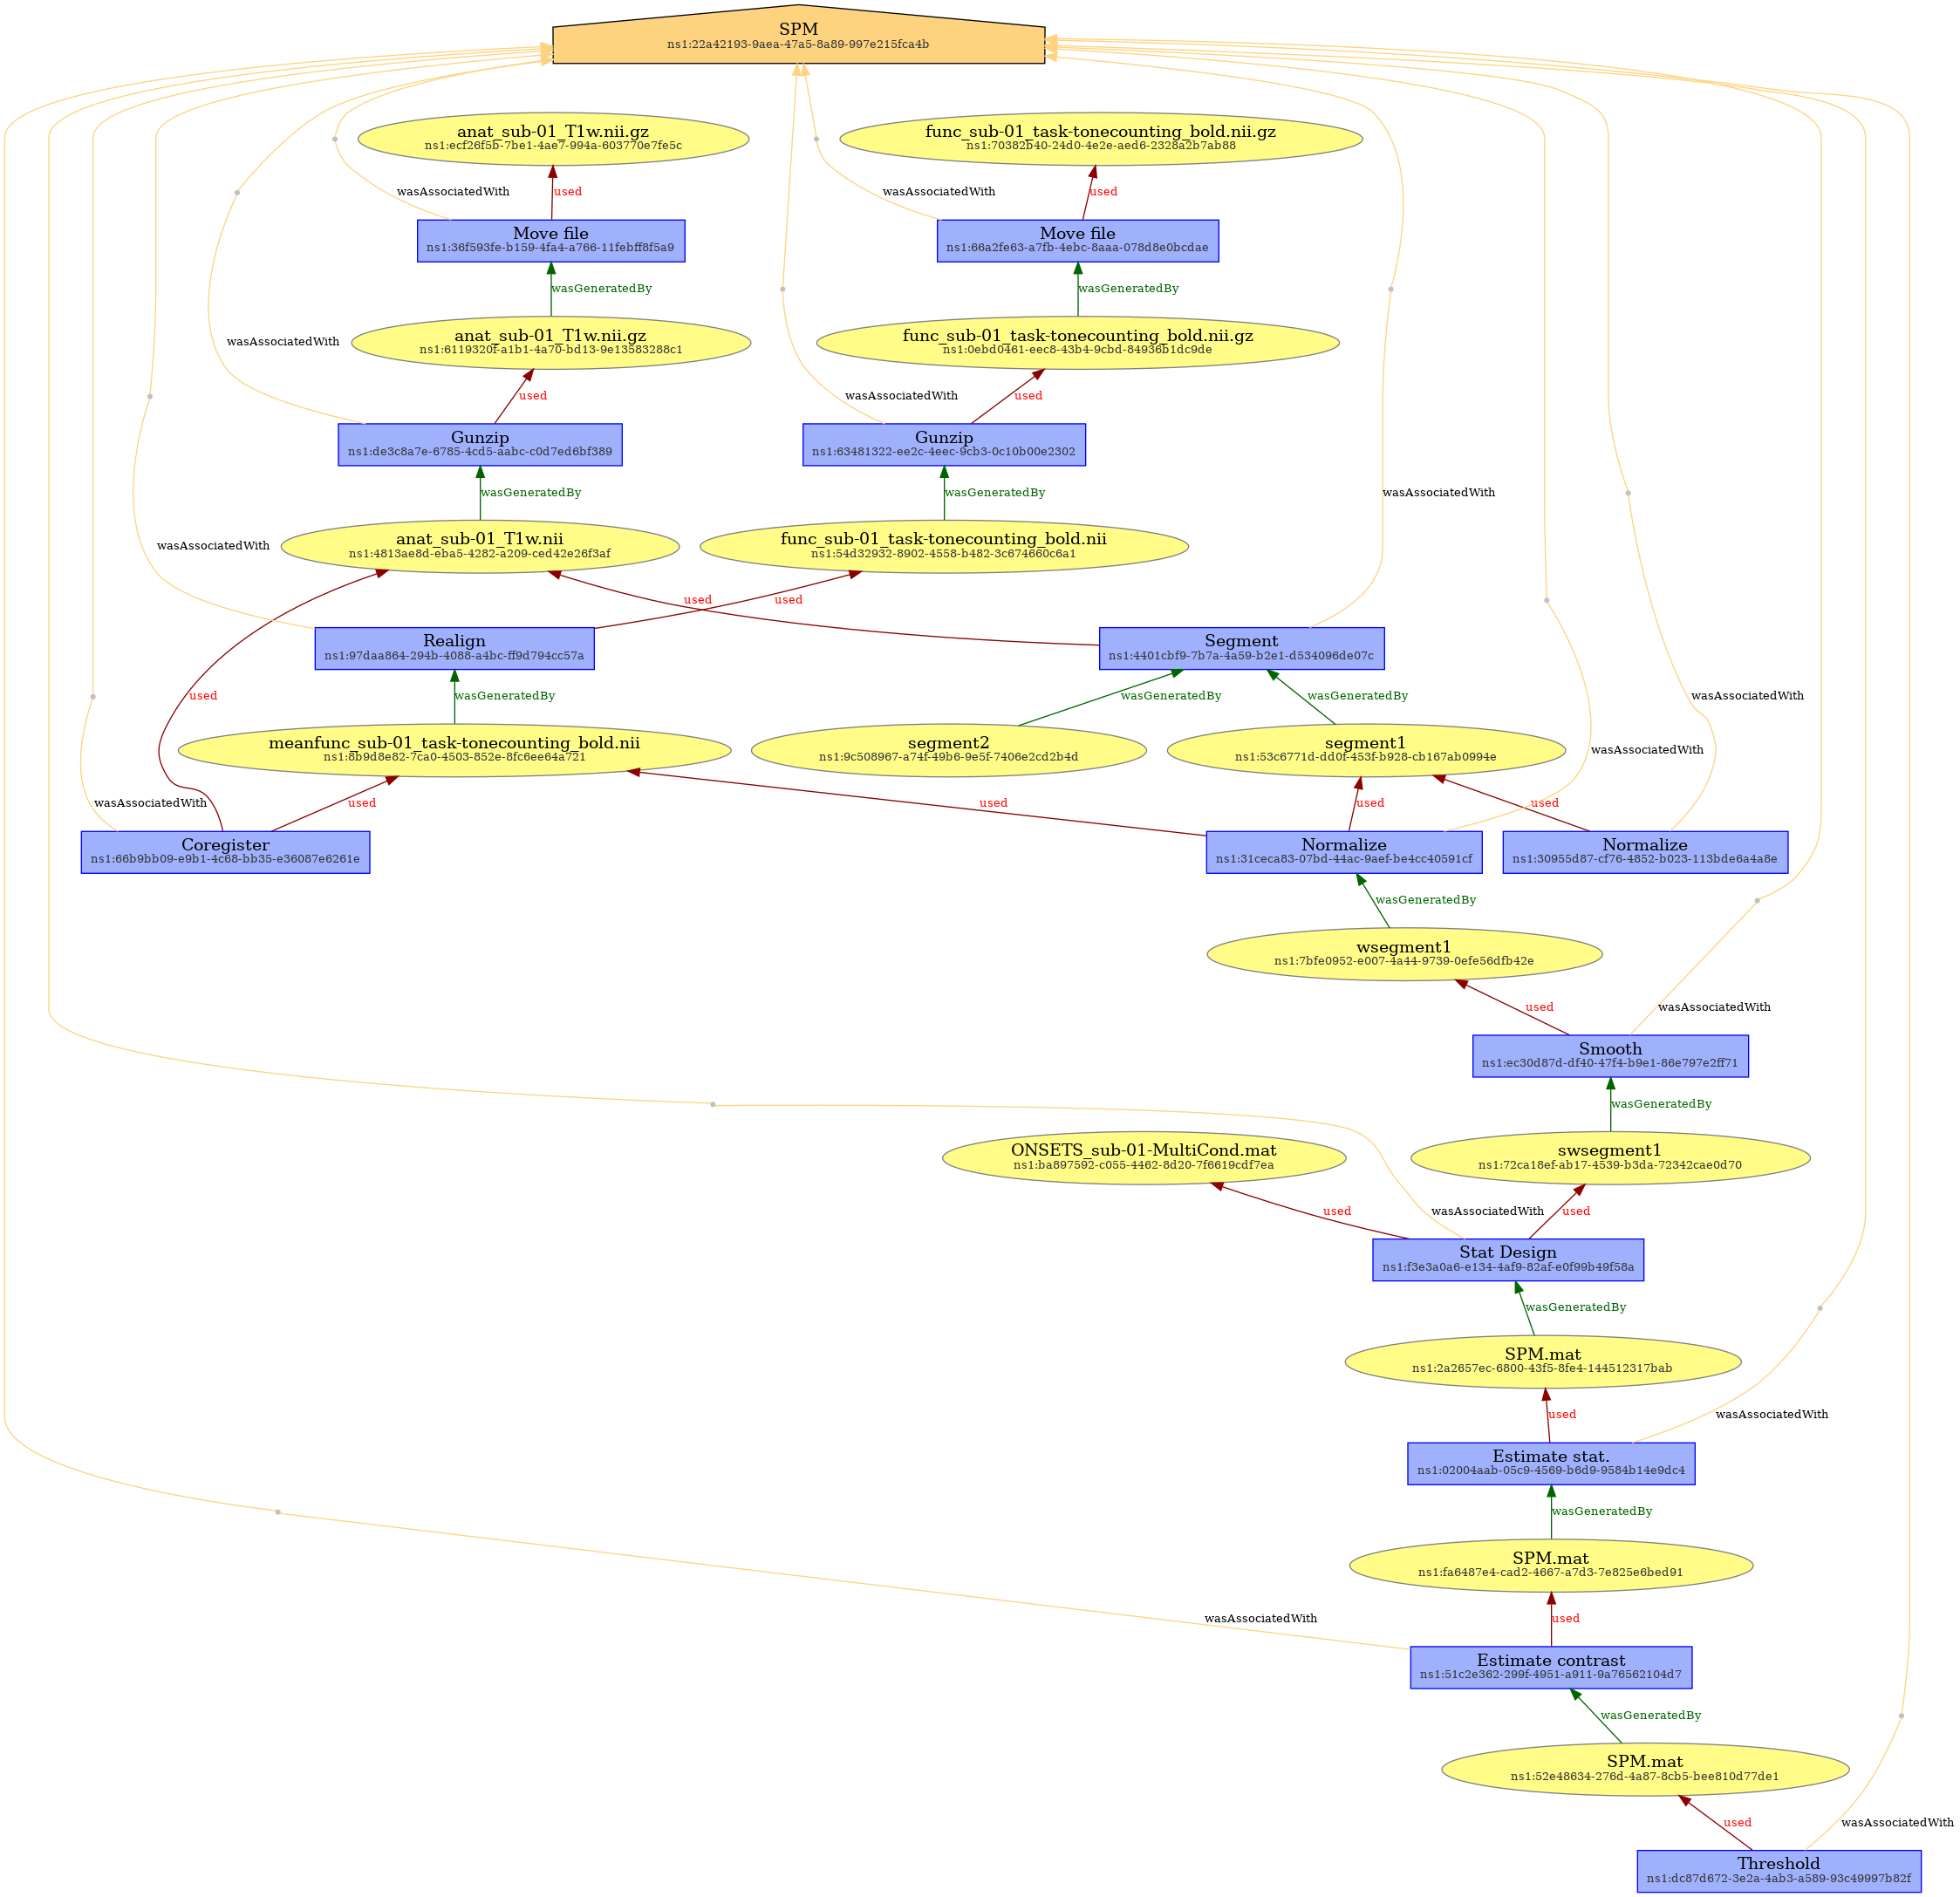 SPM
ns1:22a42193-9aea-47a5-8a89-997e215fca4b
anat_sub-01_T1w.nii.gz
ns1:ecf26f5b-7be1-4ae7-994a-603770e7fe5c
func_sub-01_task-tonecounting_bold.nii.gz
ns1:70382b40-24d0-4e2e-aed6-2328a2b7ab88
wasAssociatedWith
used
wasAssociatedWith
used
Move file
ns1:36f593fe-b159-4fa4-a766-11febff8f5a9
Move file
ns1:66a2fe63-a7fb-4ebc-8aaa-078d8e0bcdae
wasGeneratedBy
wasGeneratedBy
wasAssociatedWith
anat_sub-01_T1w.nii.gz
ns1:6119320f-a1b1-4a70-bd13-9e13583288c1
func_sub-01_task-tonecounting_bold.nii.gz
ns1:0ebd0461-eec8-43b4-9cbd-84936b1dc9de
used
wasAssociatedWith
used
Gunzip
ns1:de3c8a7e-6785-4cd5-aabc-c0d7ed6bf389
Gunzip
ns1:63481322-ee2c-4eec-9cb3-0c10b00e2302
wasGeneratedBy
wasGeneratedBy
wasAssociatedWith
wasAssociatedWith
anat_sub-01_T1w.nii
ns1:4813ae8d-eba5-4282-a209-ced42e26f3af
func_sub-01_task-tonecounting_bold.nii
ns1:54d32932-8902-4558-b482-3c674660c6a1
used
used
Realign
ns1:97daa864-294b-4088-a4bc-ff9d794cc57a
Segment
ns1:4401cbf9-7b7a-4a59-b2e1-d534096de07c
used
wasGeneratedBy
wasGeneratedBy
wasGeneratedBy
wasAssociatedWith
meanfunc_sub-01_task-tonecounting_bold.nii
ns1:8b9d8e82-7ca0-4503-852e-8fc6ee64a721
segment2
ns1:9c508967-a74f-49b6-9e5f-7406e2cd2b4d
segment1
ns1:53c6771d-dd0f-453f-b928-cb167ab0994e
wasAssociatedWith
wasAssociatedWith
used
used
used
used
Coregister
ns1:66b9bb09-e9b1-4c68-bb35-e36087e6261e
Normalize
ns1:31ceca83-07bd-44ac-9aef-be4cc40591cf
Normalize
ns1:30955d87-cf76-4852-b023-113bde6a4a8e
wasGeneratedBy
wsegment1
ns1:7bfe0952-e007-4a44-9739-0efe56dfb42e
used
wasAssociatedWith
Smooth
ns1:ec30d87d-df40-47f4-b9e1-86e797e2ff71
wasGeneratedBy
ONSETS_sub-01-MultiCond.mat
ns1:ba897592-c055-4462-8d20-7f6619cdf7ea
swsegment1
ns1:72ca18ef-ab17-4539-b3da-72342cae0d70
used
wasAssociatedWith
used
Stat Design
ns1:f3e3a0a6-e134-4af9-82af-e0f99b49f58a
wasGeneratedBy
SPM.mat
ns1:2a2657ec-6800-43f5-8fe4-144512317bab
used
wasAssociatedWith
Estimate stat.
ns1:02004aab-05c9-4569-b6d9-9584b14e9dc4
wasGeneratedBy
SPM.mat
ns1:fa6487e4-cad2-4667-a7d3-7e825e6bed91
wasAssociatedWith
used
Estimate contrast
ns1:51c2e362-299f-4951-a911-9a76562104d7
wasGeneratedBy
SPM.mat
ns1:52e48634-276d-4a87-8cb5-bee810d77de1
used
wasAssociatedWith
Threshold
ns1:dc87d672-3e2a-4ab3-a589-93c49997b82f